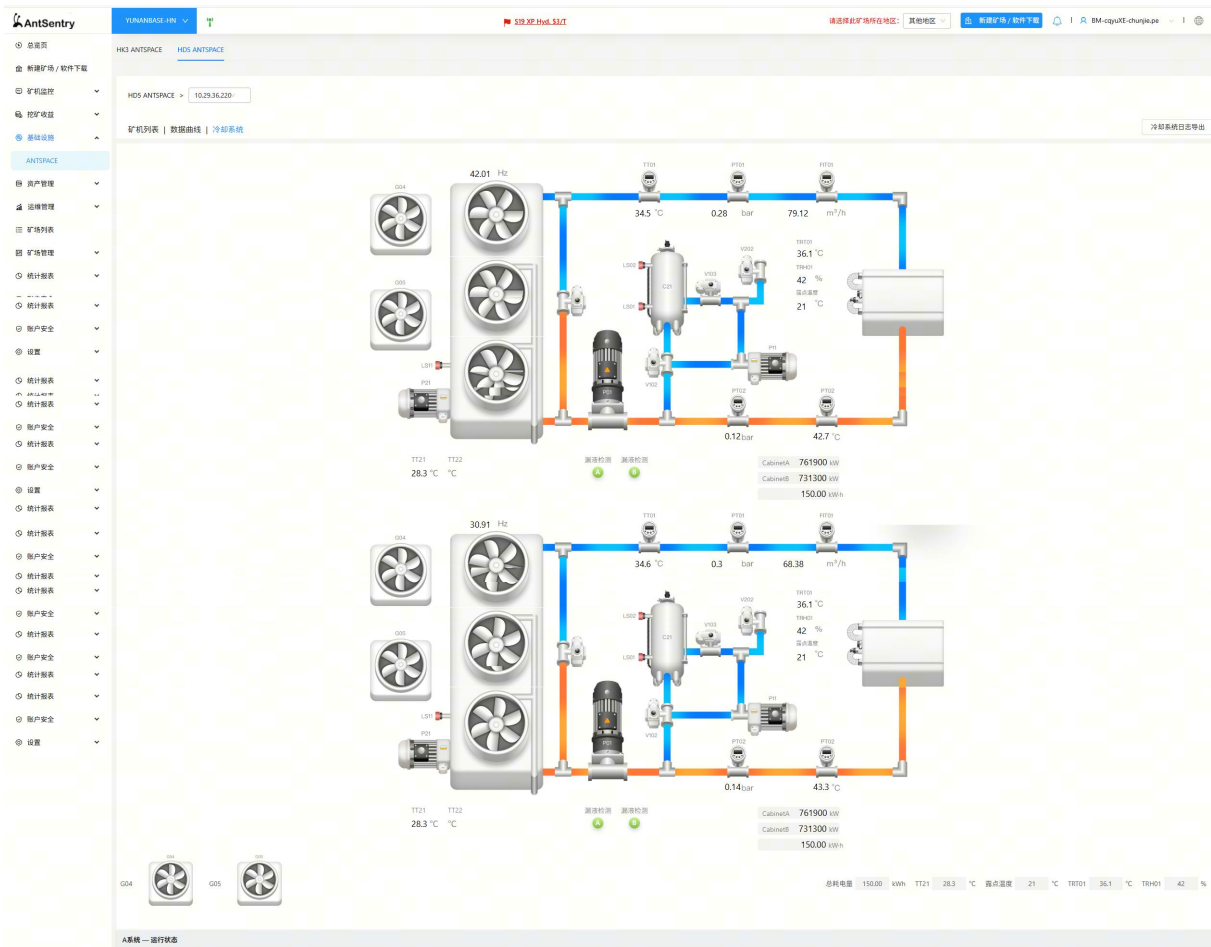 AntSentry
YUNANBASE-HN
S19 XP Hyd. S3/T
请选择此矿场所在地区: 其他地区
新建矿场 / 软件下载
BM-cqyuXE-chunjie.pe
总览页
新建矿场 / 软件下载
矿机监控
挖矿收益
基础设施
ANTSPACE
资产管理
运维管理
矿场列表
矿场管理
统计报表
统计报表
账户安全
设置
统计报表
统计报表
账户安全
统计报表
账户安全
设置
统计报表
统计报表
账户安全
统计报表
统计报表
账户安全
统计报表
账户安全
统计报表
统计报表
账户安全
设置
HK3 ANTSPACE HD5 ANTSPACE
HD5 ANTSPACE > 10.29.36.220
矿机列表 | 数据曲线 | 冷却系统
冷却系统日志导出
42.01 Hz
G04
G05
LS11
P21
TT01 PT01 FIT01
34.5 °C 0.28 bar 79.12 m³/h
TRT01
36.1 °C
TRH01
42 %
露点温度
21 °C
LS02
LS01
C21
V103
V202
V102
P11
P01
PT02 PT02
0.12 bar 42.7 °C
TT21 TT22
28.3 °C °C
漏液检测 漏液检测
A B
CabinetA 761900 kW
CabinetB 731300 kW
150.00 kW·h
30.91 Hz
G04
G05
LS11
P21
TT01 PT01 FIT01
34.6 °C 0.3 bar 68.38 m³/h
TRT01
36.1 °C
TRH01
42 %
露点温度
21 °C
LS02
LS01
C21
V103
V202
V102
P11
P01
PT02 PT02
0.14 bar 43.3 °C
TT21 TT22
28.3 °C °C
漏液检测 漏液检测
A B
CabinetA 761900 kW
CabinetB 731300 kW
150.00 kW·h
G04 G05
总耗电量 150.00 kWh TT21 28.3 °C 露点温度 21 °C TRT01 36.1 °C TRH01 42 %
A系统 — 运行状态